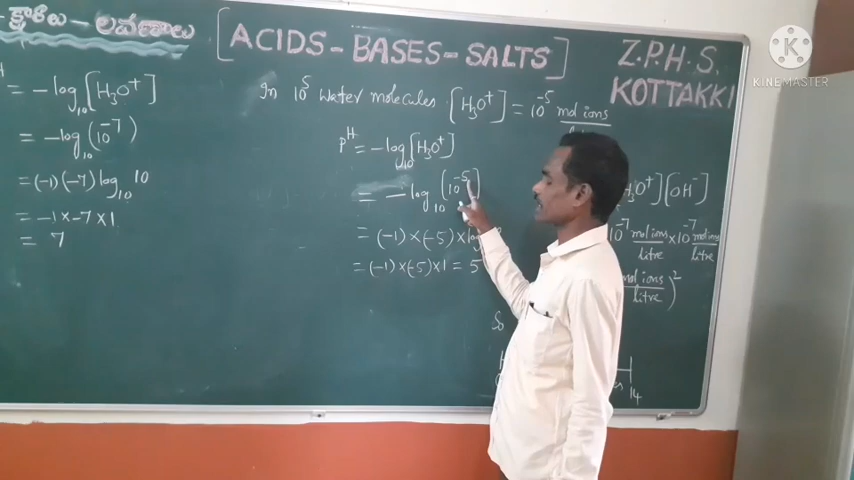 క్షారాలు - లవణాలు
[ACIDS - BASES - SALTS]
Z.P.H.S.
KOTTAKKI
KINEMASTER
= -log₁₀[H₃O⁺]
= -log₁₀(10⁻⁷)
= (-1)(-7) log₁₀10
= -1×-7×1
= 7
In 10⁵ water molecules [H₃O⁺] = 10⁻⁵ mol ions
pᴴ = -log₁₀[H₃O⁺]
= -log₁₀[10⁻⁵]
= (-1)×(-5)×log
= (-1)×(-5)×1 = 5
H₃O⁺][OH⁻]
10⁻⁷ mol ions/litre × 10⁻⁷ mol ions/litre
mol ions/litre)²
So
14